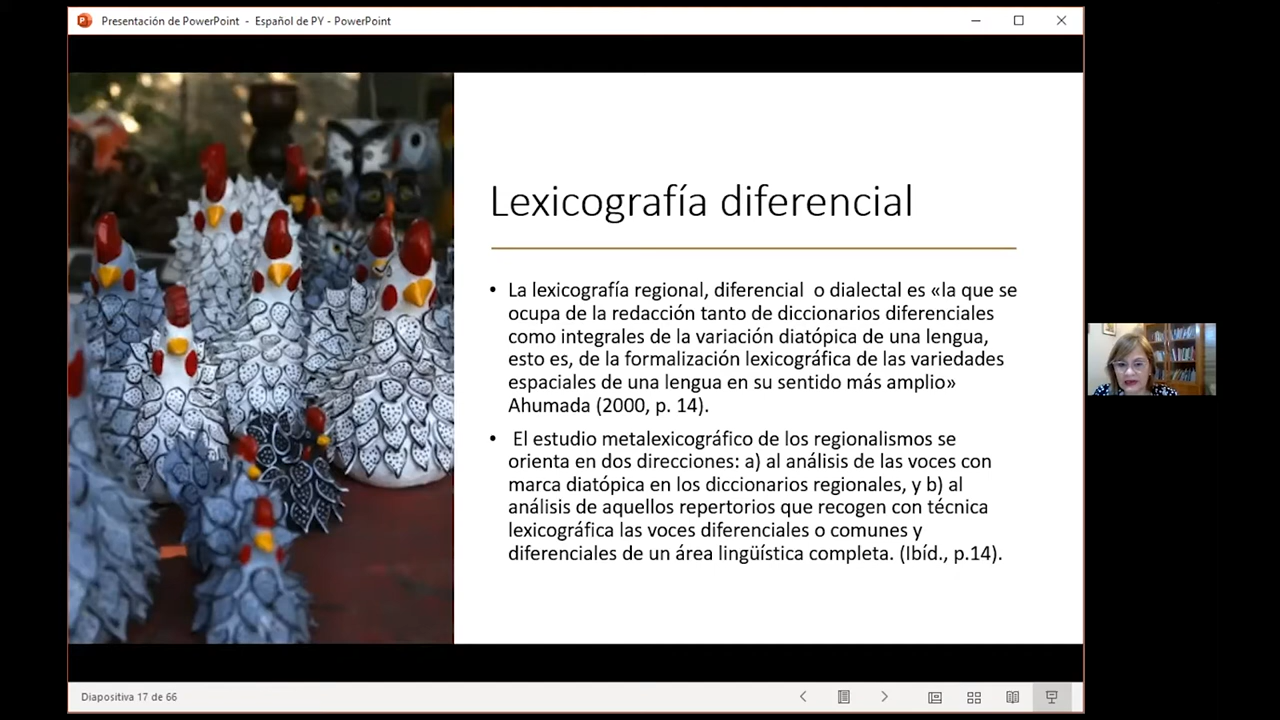 Presentación de PowerPoint - Español de PY - PowerPoint
Lexicografía diferencial
• La lexicografía regional, diferencial o dialectal es «la que se
ocupa de la redacción tanto de diccionarios diferenciales
como integrales de la variación diatópica de una lengua,
esto es, de la formalización lexicográfica de las variedades
espaciales de una lengua en su sentido más amplio»
Ahumada (2000, p. 14).
• El estudio metalexicográfico de los regionalismos se
orienta en dos direcciones: a) al análisis de las voces con
marca diatópica en los diccionarios regionales, y b) al
análisis de aquellos repertorios que recogen con técnica
lexicográfica las voces diferenciales o comunes y
diferenciales de un área lingüística completa. (Ibíd., p.14).
Diapositiva 17 de 66